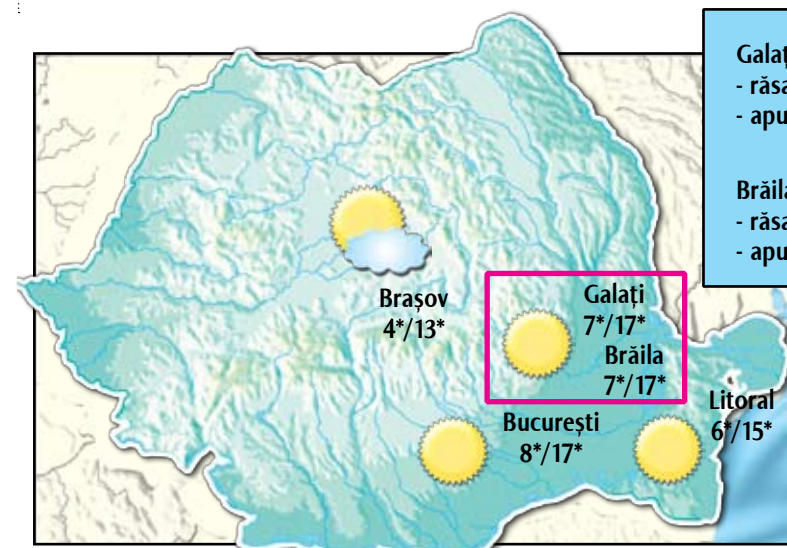 Galaț
- răsa
- apu
Brăila
- răsa
- apu
Brașov
4*/13*
Galați
7*/17*
Brăila
7*/17*
Litoral
6*/15*
București
8*/17*